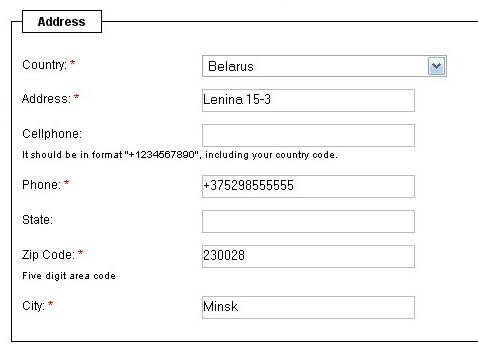 Address
Country: * Belarus
Address: * Lenina 15-3
Cellphone:
It should be in format "+1234567890", including your country code.
Phone: * +375298555555
State:
Zip Code: * 230028
Five digit area code
City: * Minsk